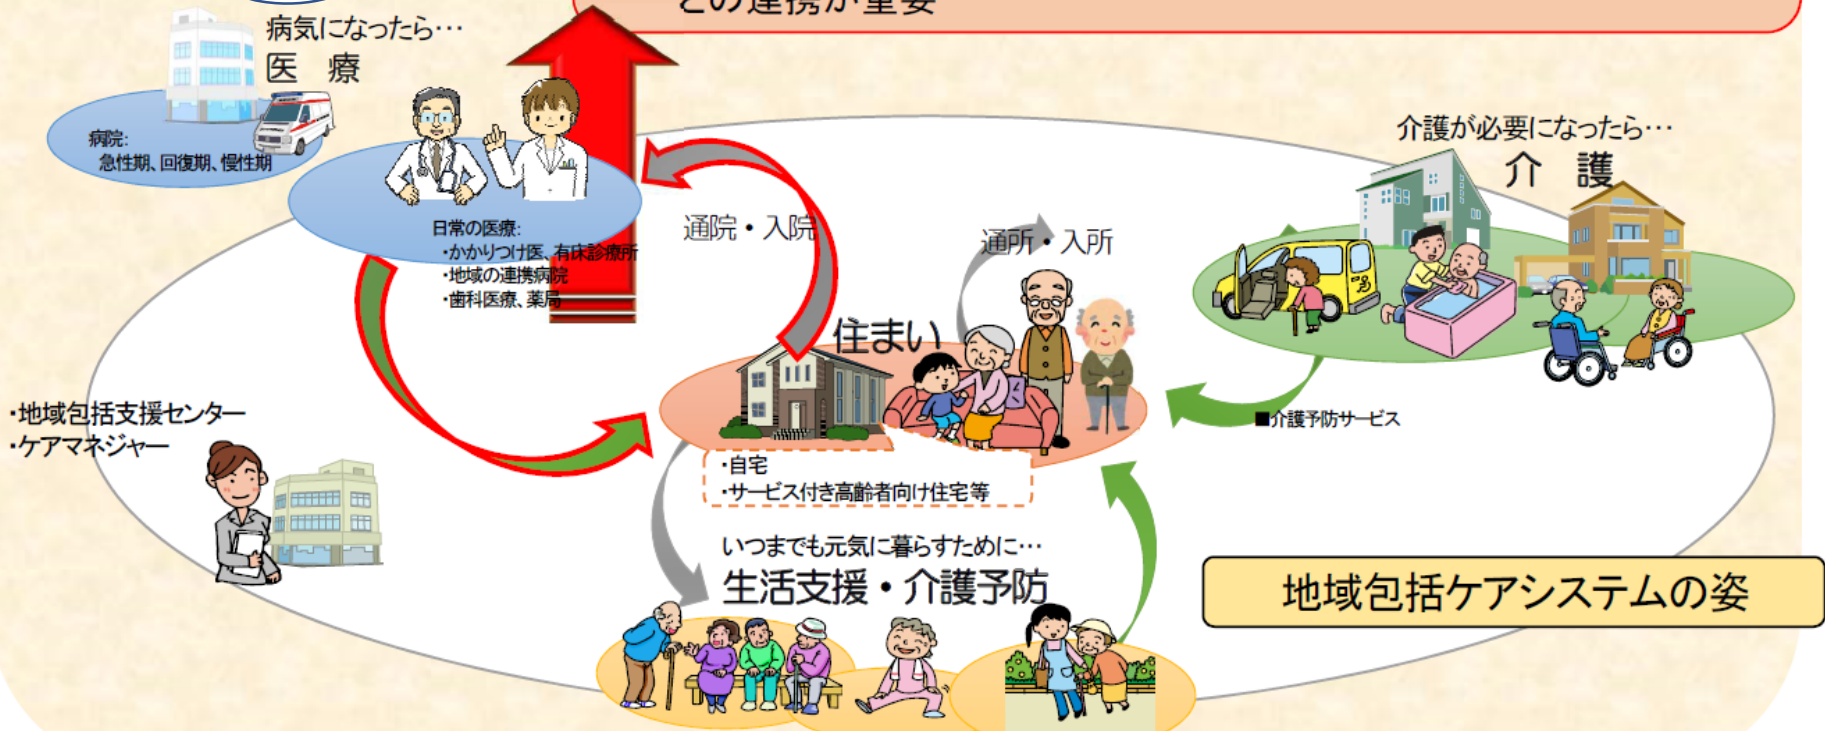 との連携が重要
病気になったら…
医 療
病院:
急性期、回復期、慢性期
日常の医療:
・かかりつけ医、有床診療所
・地域の連携病院
・歯科医療、薬局
通院・入院
通所・入所
介護が必要になったら…
介 護
住まい
■介護予防サービス
・地域包括支援センター
・ケアマネジャー
・自宅
・サービス付き高齢者向け住宅等
いつまでも元気に暮らすために…
生活支援・介護予防
地域包括ケアシステムの姿